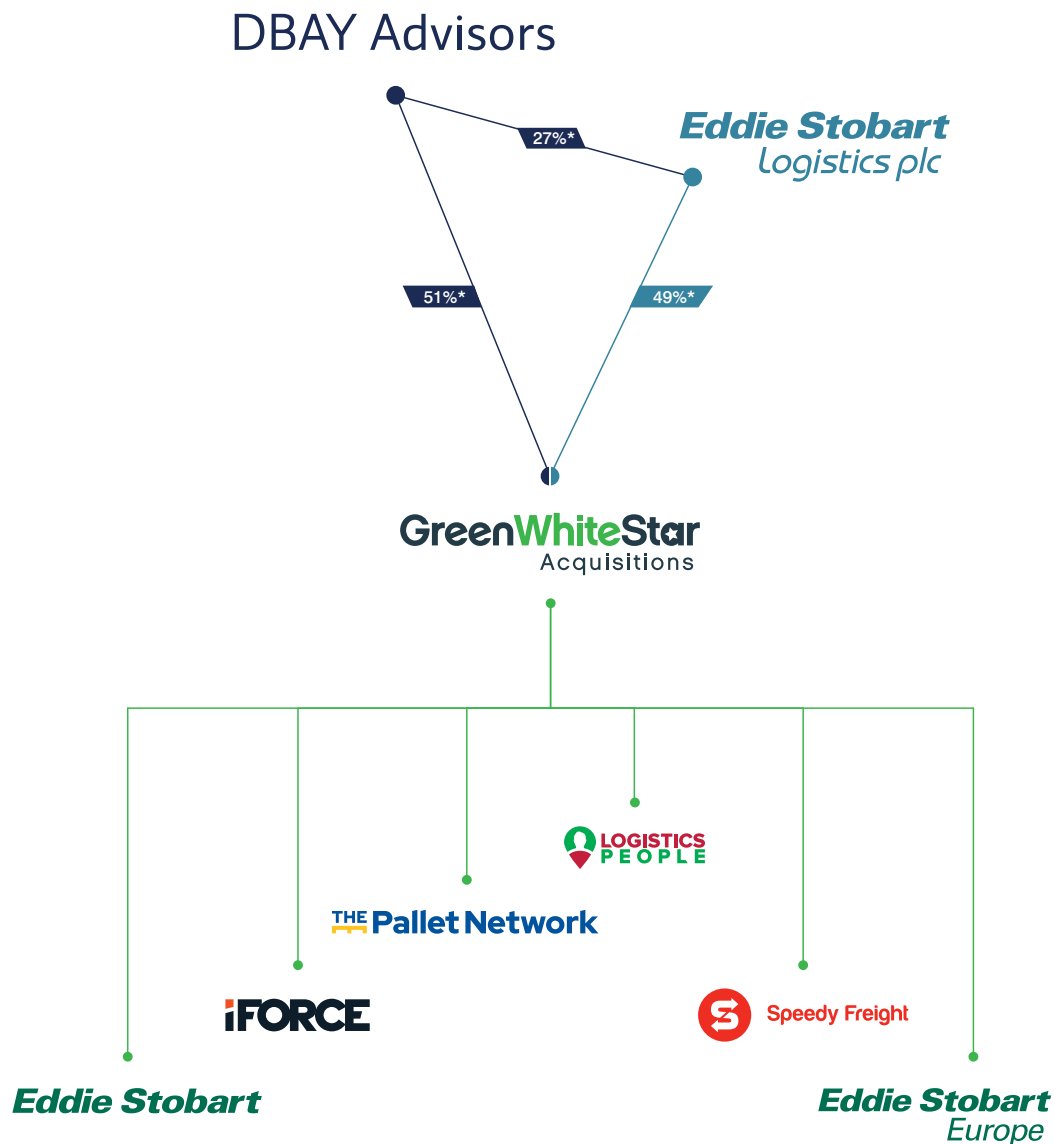 DBAY Advisors
27%*
Eddie Stobart
Logistics plc
51%*
49%*
GreenWhiteStar
Acquisitions
LOGISTICS
PEOPLE
THE Pallet Network
iFORCE
Speedy Freight
Eddie Stobart
Eddie Stobart
Europe